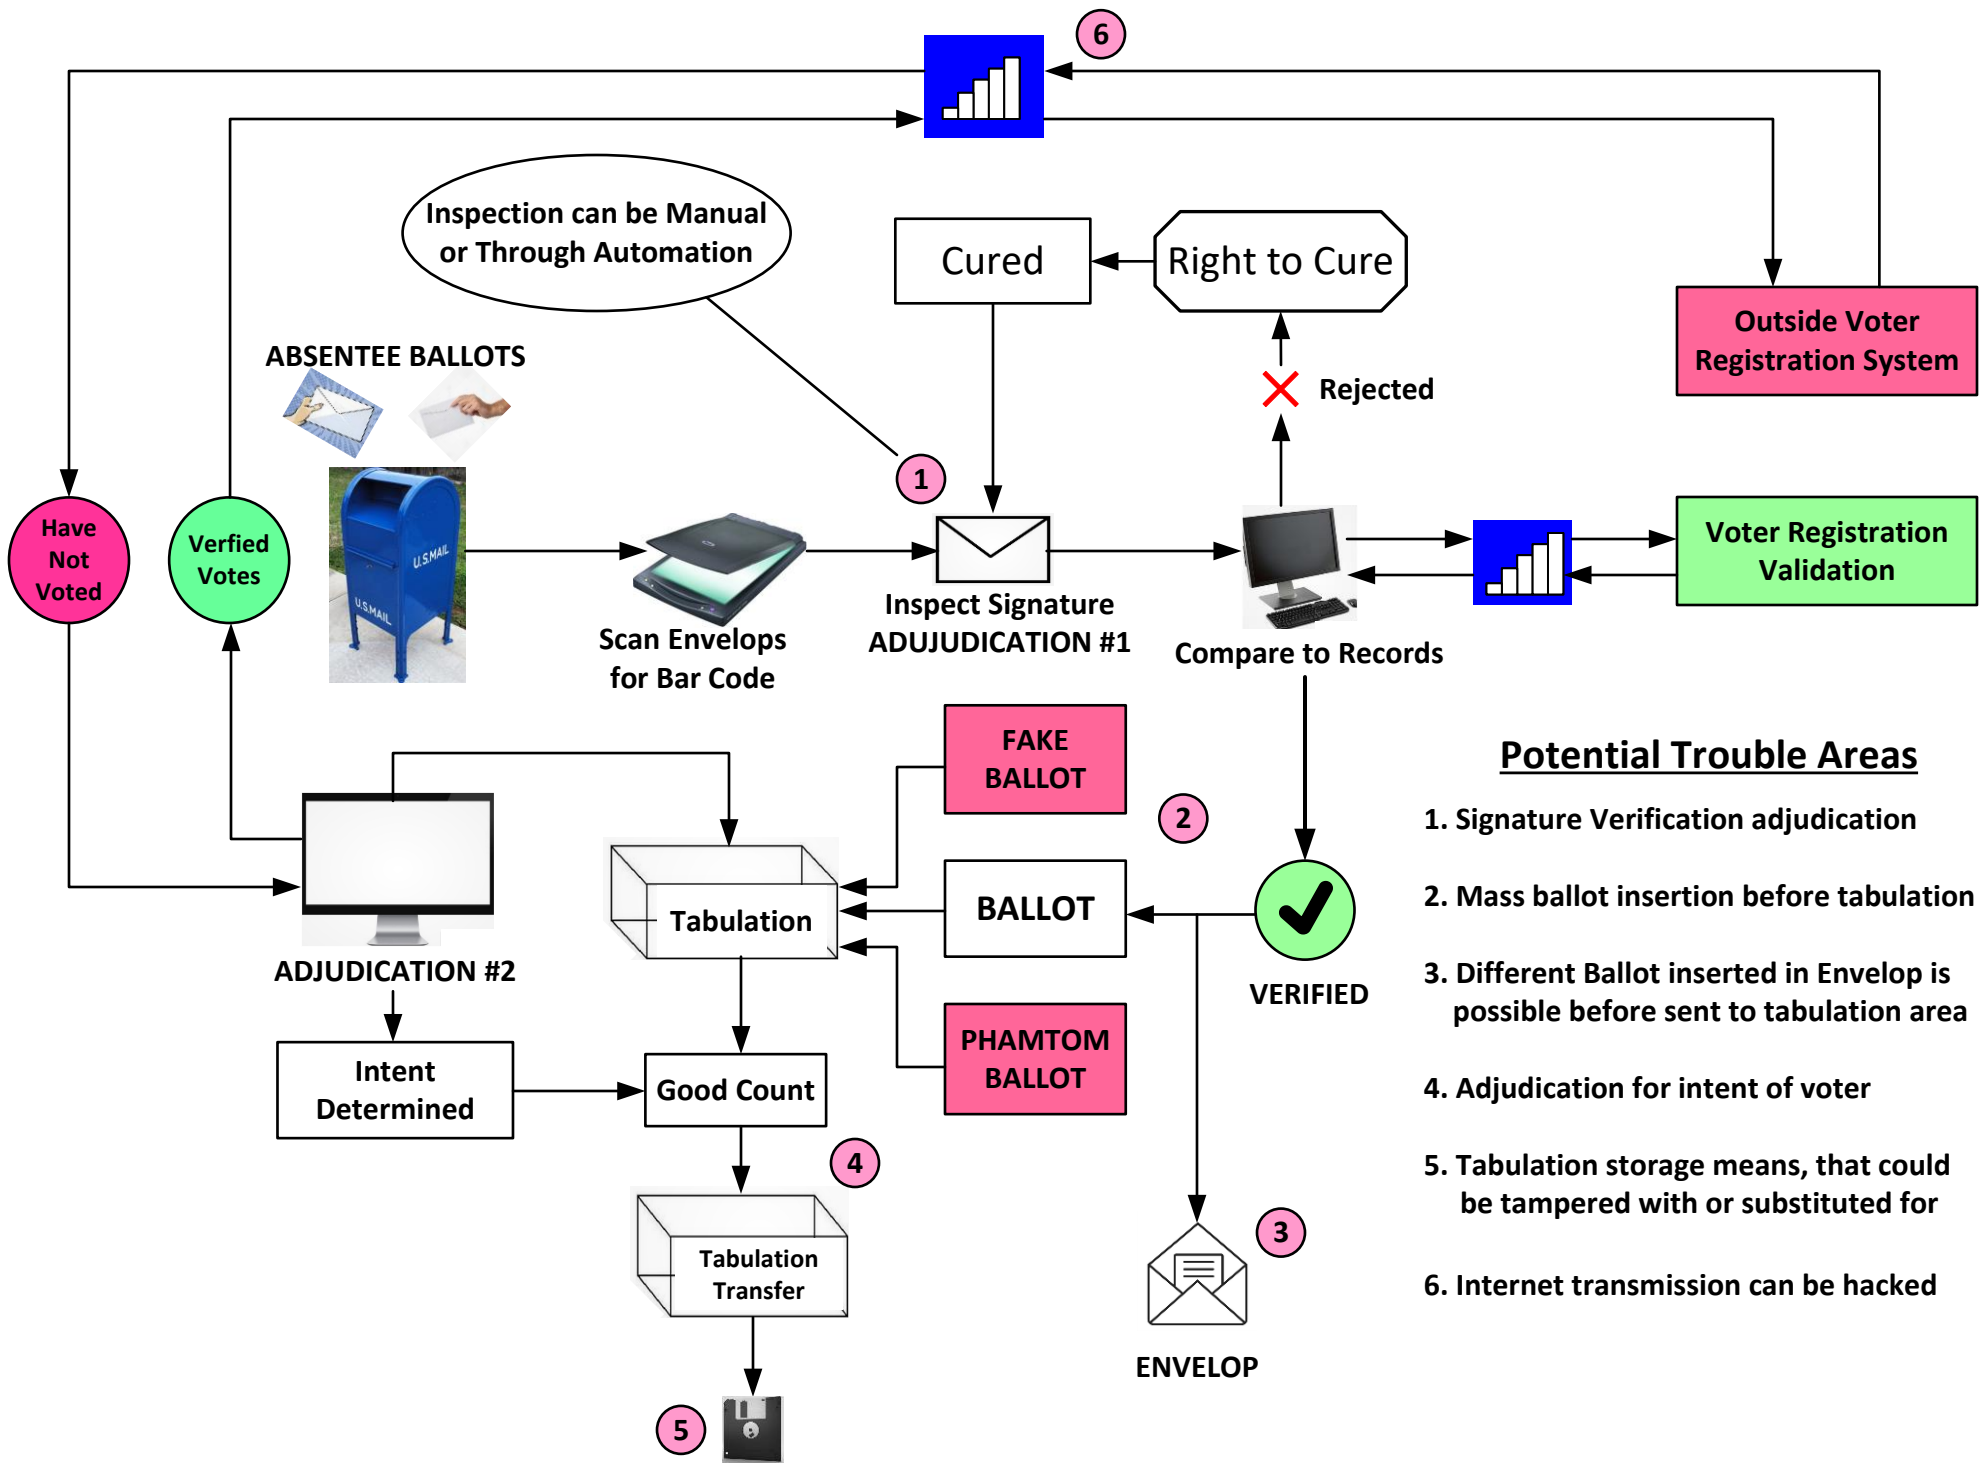 6
Inspection can be Manual
or Through Automation
Cured
Right to Cure
Outside Voter
Registration System
ABSENTEE BALLOTS
Rejected
1
Have
Not
Voted
Verfied
Votes
U.S.MAIL
U.S.MAIL
Scan Envelops
for Bar Code
Inspect Signature
ADUJUDICATION #1
Compare to Records
Voter Registration
Validation
FAKE
BALLOT
2
Tabulation
BALLOT
VERIFIED
ADJUDICATION #2
PHAMTOM
BALLOT
Intent
Determined
Good Count
4
Tabulation
Transfer
3
ENVELOP
5
Potential Trouble Areas
1. Signature Verification adjudication
2. Mass ballot insertion before tabulation
3. Different Ballot inserted in Envelop is
possible before sent to tabulation area
4. Adjudication for intent of voter
5. Tabulation storage means, that could
be tampered with or substituted for
6. Internet transmission can be hacked